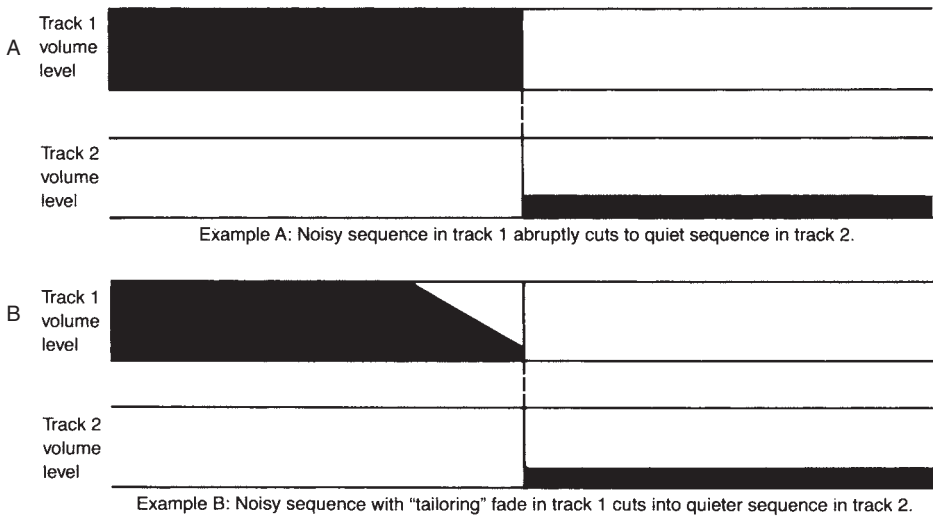 A
Track 1
volume
level
Track 2
volume
level
Example A: Noisy sequence in track 1 abruptly cuts to quiet sequence in track 2.
B
Track 1
volume
level
Track 2
volume
level
Example B: Noisy sequence with “tailoring” fade in track 1 cuts into quieter sequence in track 2.